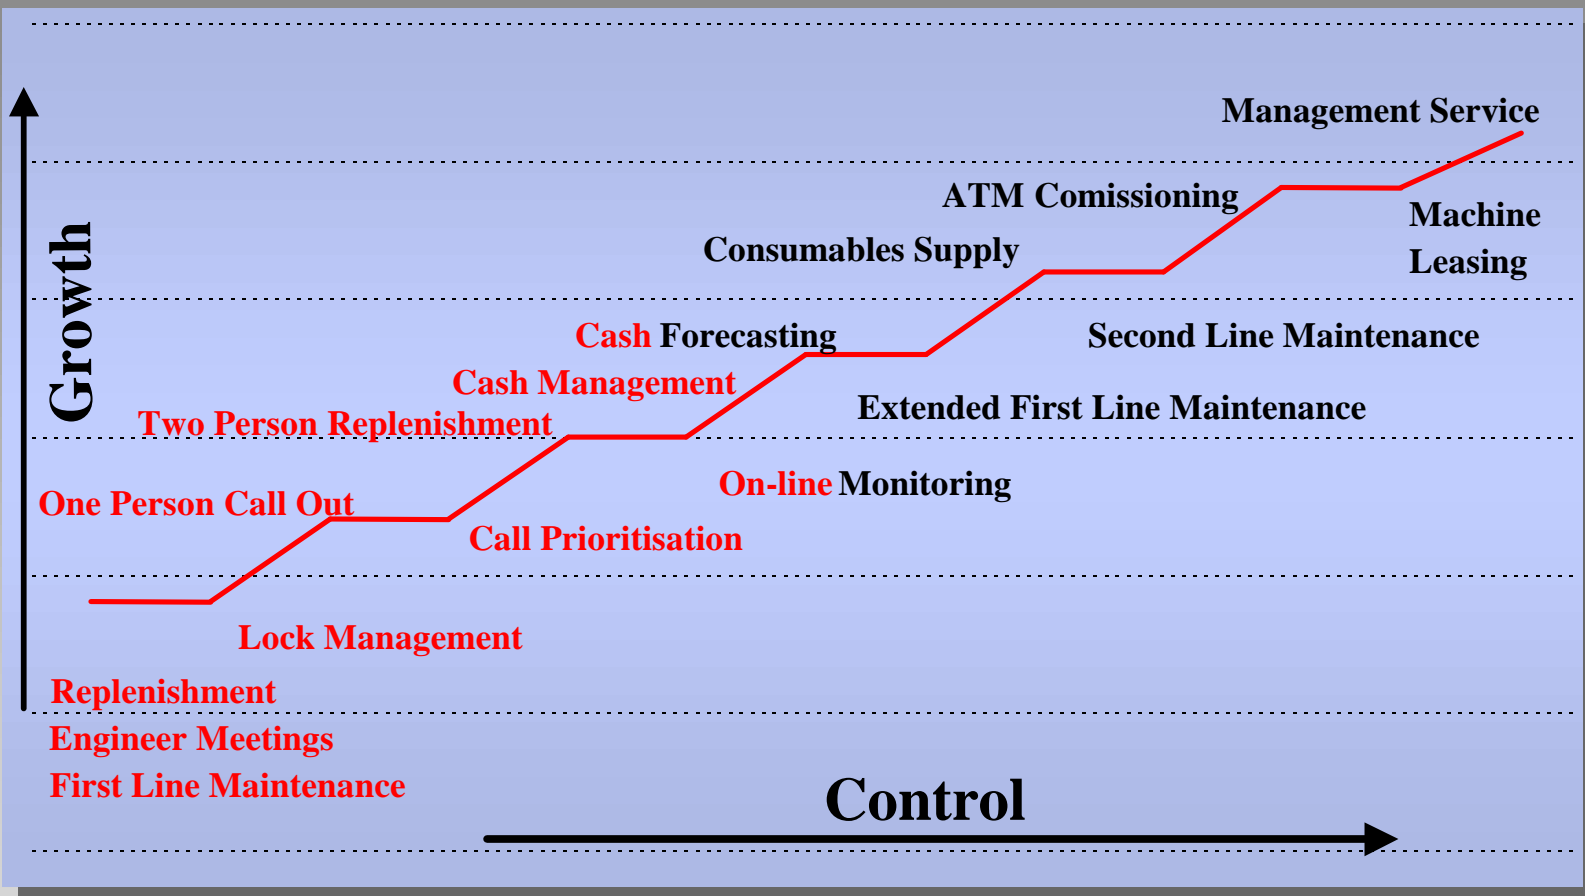 Management Service
ATM Comissioning
Machine
Leasing
Consumables Supply
Growth
Cash Forecasting
Second Line Maintenance
Cash Management
Extended First Line Maintenance
Two Person Replenishment
On-line Monitoring
One Person Call Out
Call Prioritisation
Lock Management
Replenishment
Engineer Meetings
First Line Maintenance
Control